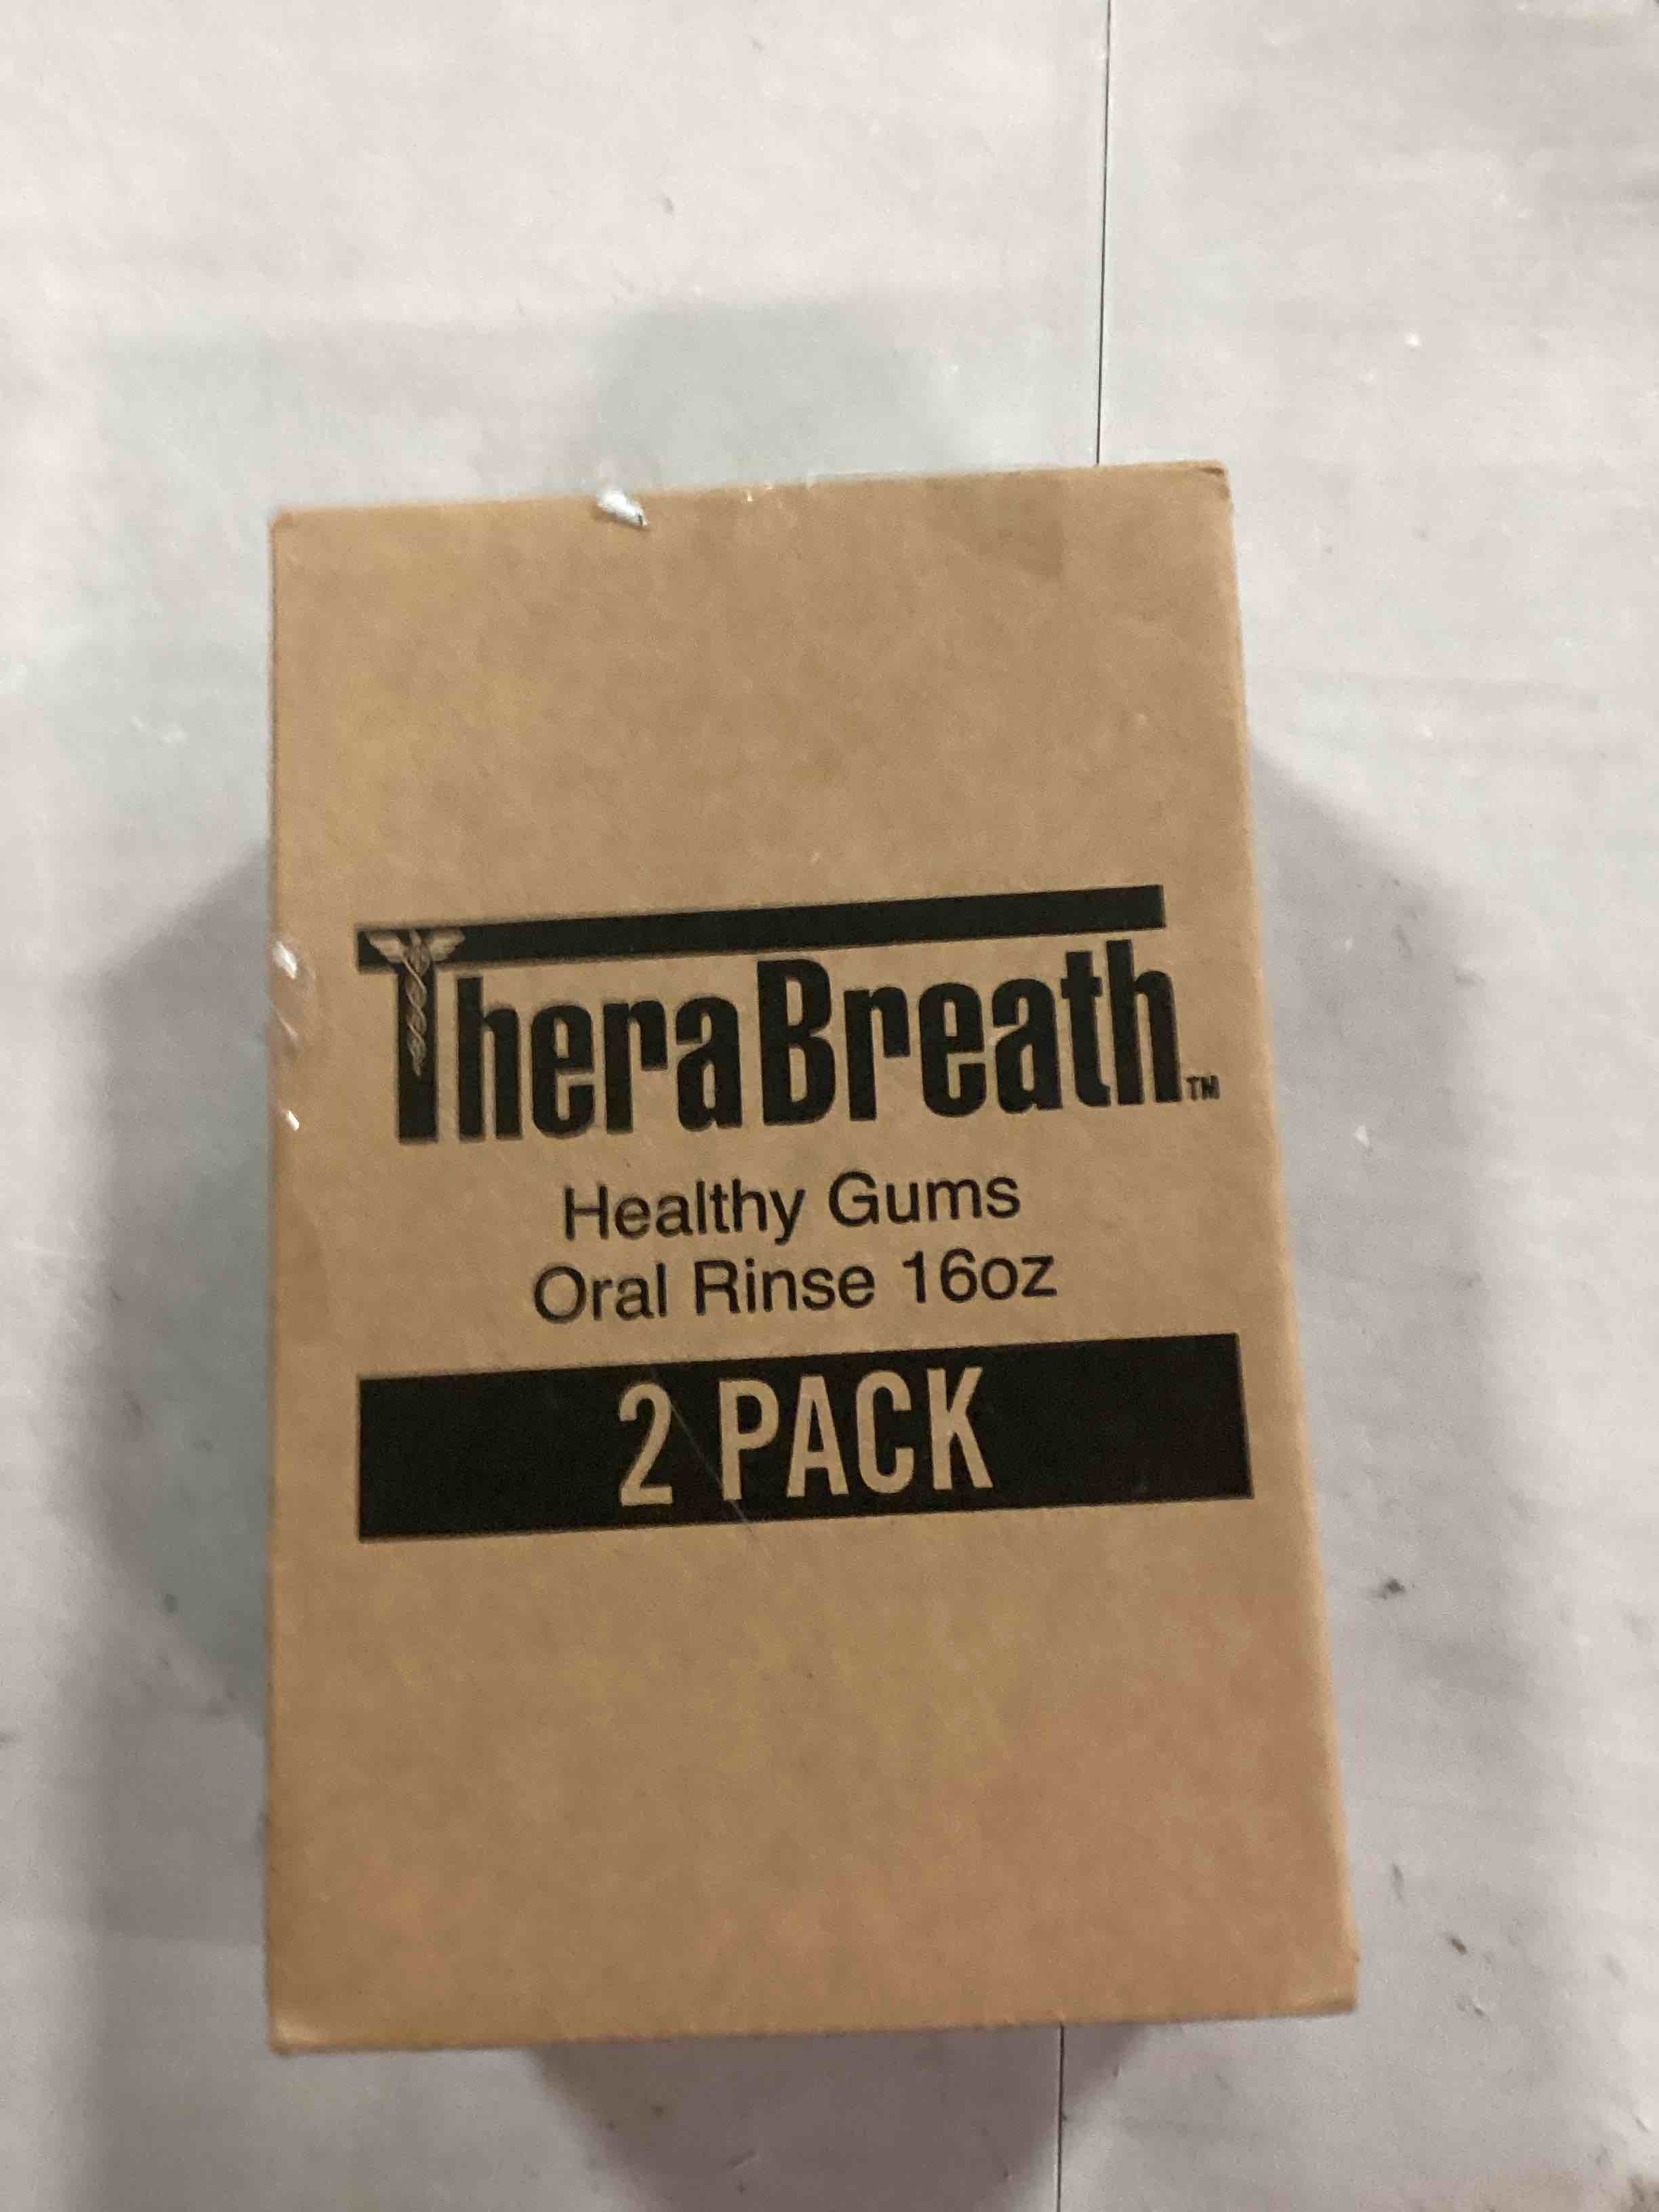 TheraBreath™
Healthy Gums
Oral Rinse 16oz
2 PACK